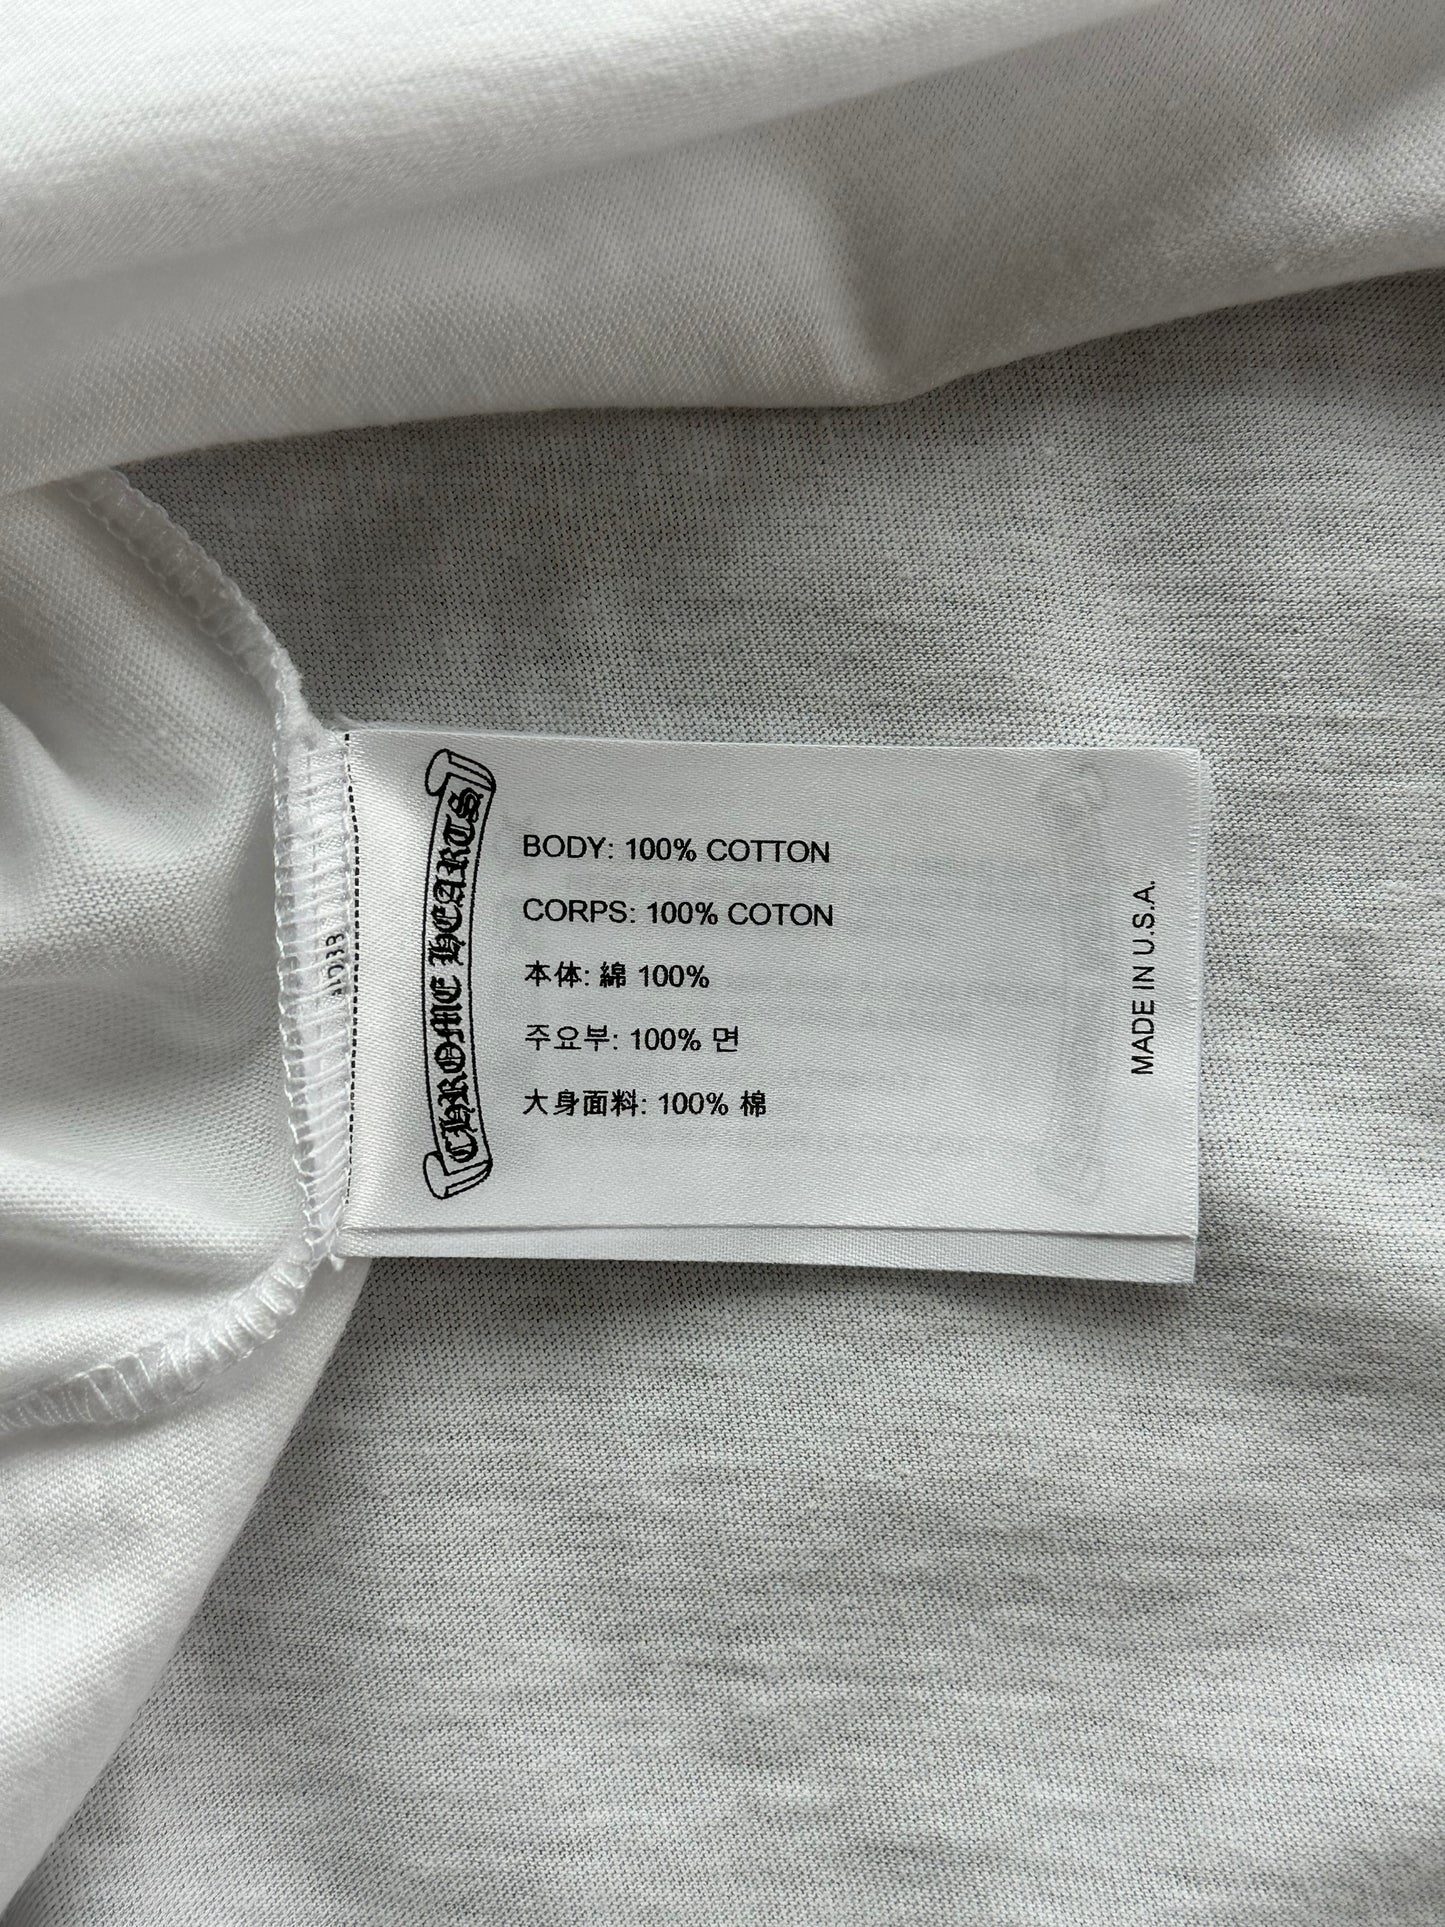 CHROME HEARTS
BODY: 100% COTTON
CORPS: 100% COTON
本体: 綿 100%
주요부: 100% 면
大身面料: 100% 棉
MADE IN U.S.A.